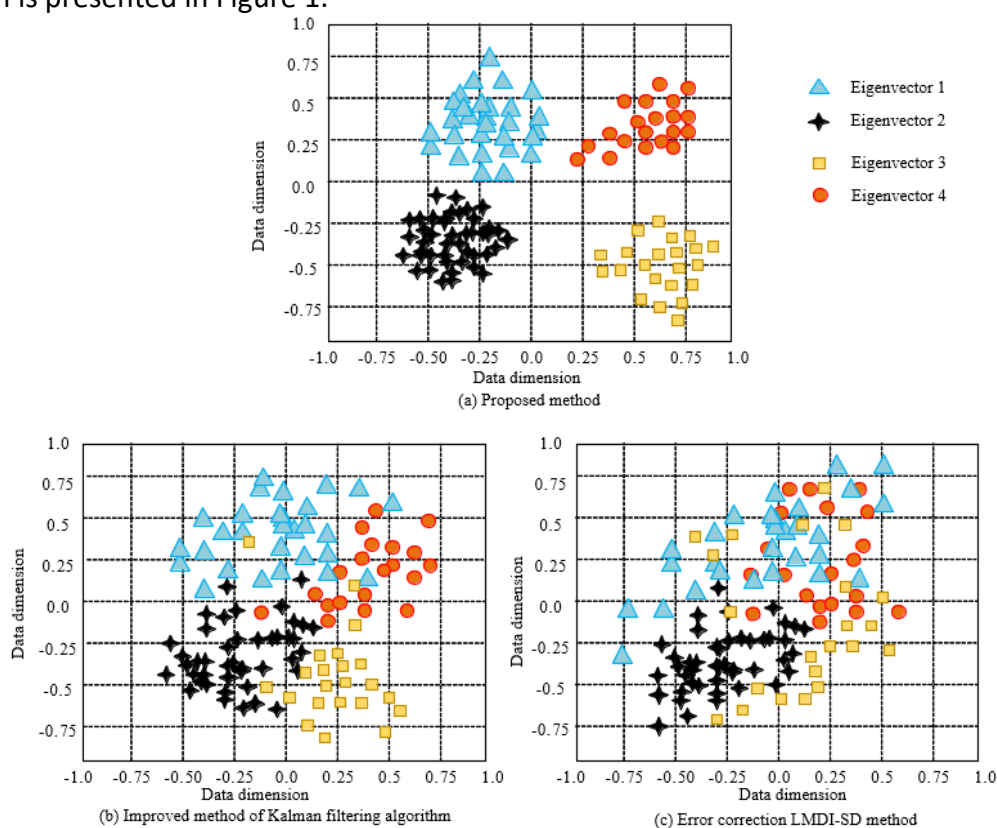 is presented in Figure 1.
1.0
0.75
0.5
0.25
0.0
-0.25
-0.5
-0.75
Data dimension
-1.0 -0.75 -0.50 -0.25 0.0 0.25 0.5 0.75 1.0
Data dimension
(a) Proposed method
Eigenvector 1
Eigenvector 2
Eigenvector 3
Eigenvector 4
1.0
0.75
0.5
0.25
0.0
-0.25
-0.5
-0.75
Data dimension
-1.0 -0.75 -0.50 -0.25 0.0 0.25 0.5 0.75 1.0
Data dimension
(b) Improved method of Kalman filtering algorithm
1.0
0.75
0.5
0.25
0.0
-0.25
-0.5
-0.75
Data dimension
-1.0 -0.75 -0.50 -0.25 0.0 0.25 0.5 0.75 1.0
Data dimension
(c) Error correction LMDI-SD method